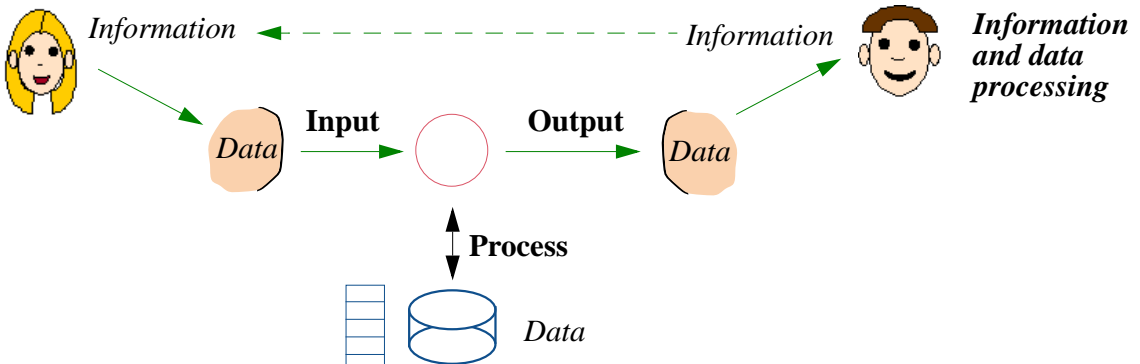 Information
Information
Information
and data
processing
Input
Output
Data
Data
Process
Data